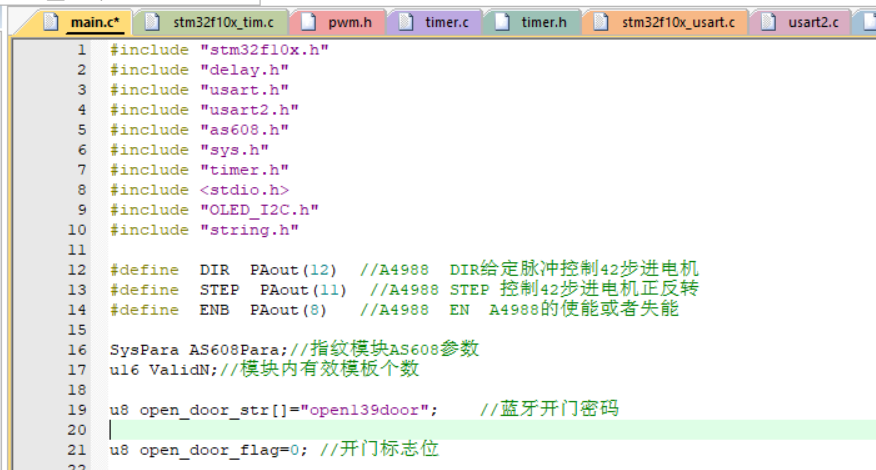 main.c* stm32f10x_tim.c pwm.h timer.c timer.h stm32f10x_usart.c usart2.c
1 #include "stm32f10x.h"
2 #include "delay.h"
3 #include "usart.h"
4 #include "usart2.h"
5 #include "as608.h"
6 #include "sys.h"
7 #include "timer.h"
8 #include <stdio.h>
9 #include "OLED_I2C.h"
10 #include "string.h"
11
12 #define  DIR  PAout(12)  //A4988  DIR给定脉冲控制42步进电机
13 #define  STEP  PAout(11)  //A4988 STEP 控制42步进电机正反转
14 #define  ENB  PAout(8)   //A4988  EN  A4988的使能或者失能
15
16 SysPara AS608Para;//指纹模块AS608参数
17 u16 ValidN;//模块内有效模板个数
18
19 u8 open_door_str[]="open139door";    //蓝牙开门密码
20
21 u8 open_door_flag=0; //开门标志位
22